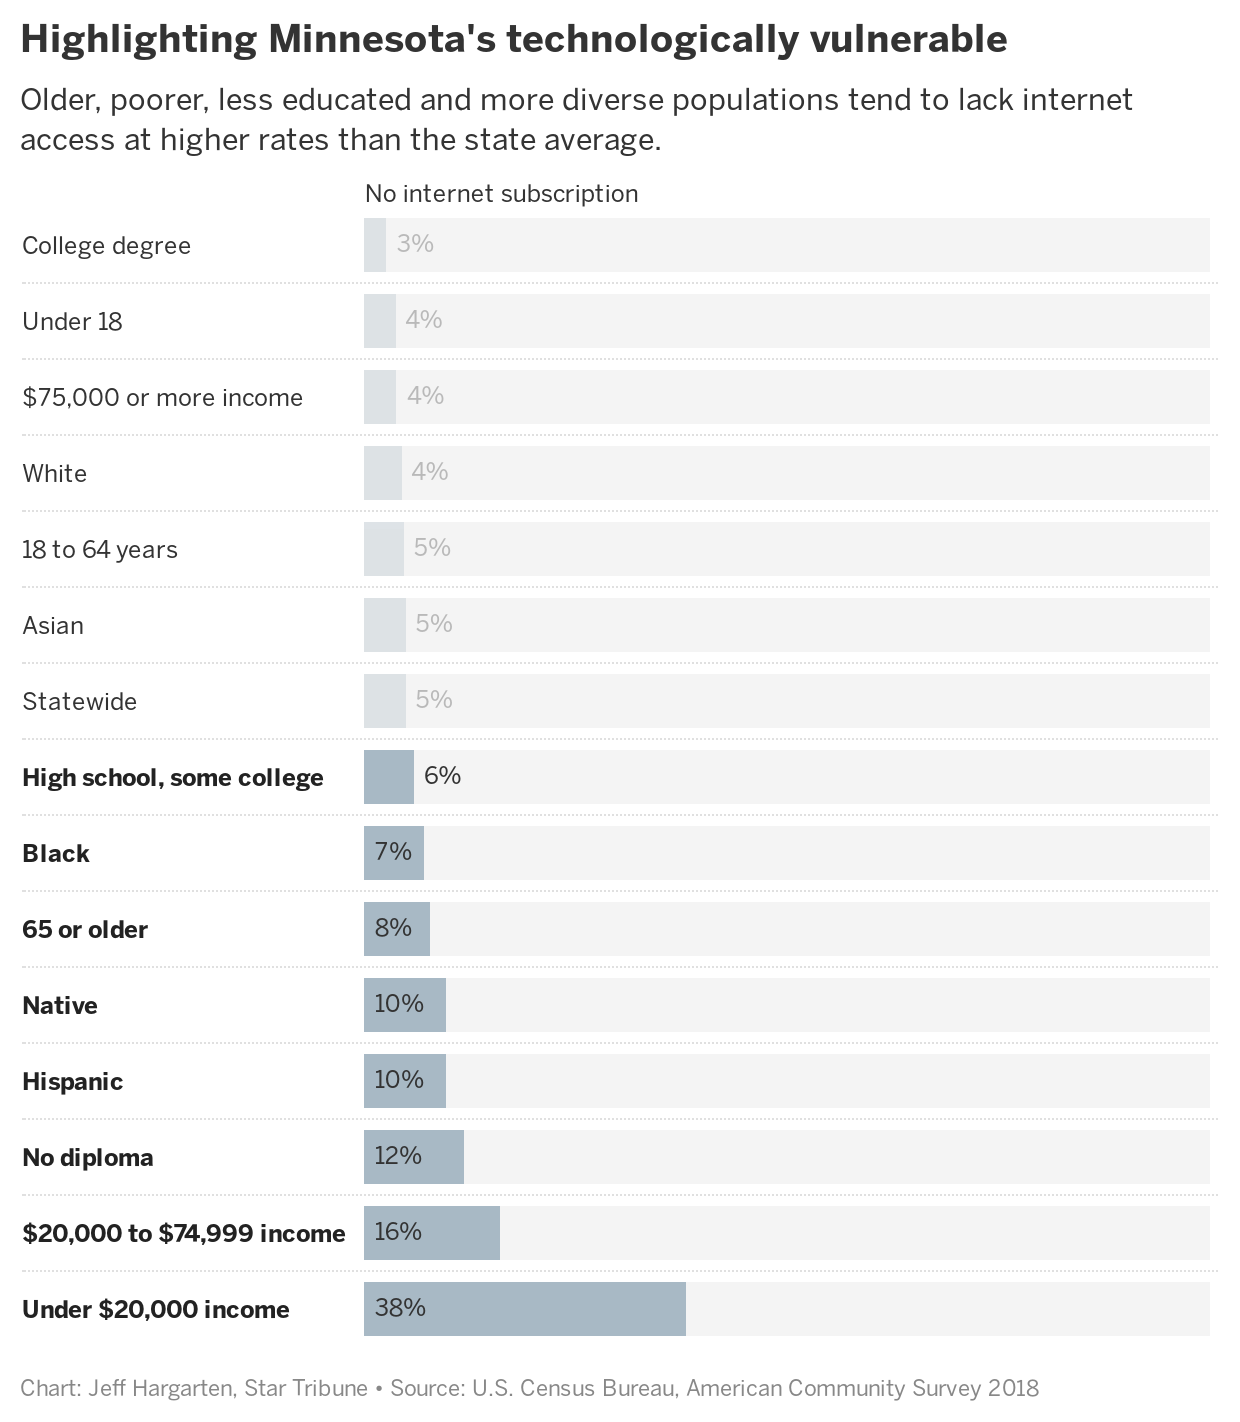 Highlighting Minnesota's technologically vulnerable
Older, poorer, less educated and more diverse populations tend to lack internet
access at higher rates than the state average.
No internet subscription
College degree 3%
Under 18 4%
$75,000 or more income 4%
White 4%
18 to 64 years 5%
Asian 5%
Statewide 5%
High school, some college 6%
Black 7%
65 or older 8%
Native 10%
Hispanic 10%
No diploma 12%
$20,000 to $74,999 income 16%
Under $20,000 income 38%
Chart: Jeff Hargarten, Star Tribune • Source: U.S. Census Bureau, American Community Survey 2018